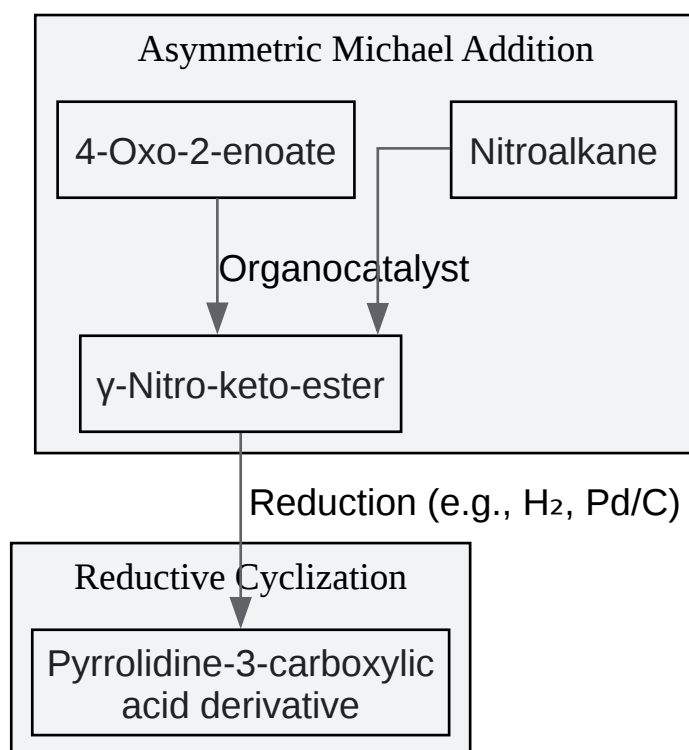 Asymmetric Michael Addition
4-Oxo-2-enoate
Nitroalkane
Organocatalyst
γ-Nitro-keto-ester
Reduction (e.g., H₂, Pd/C)
Reductive Cyclization
Pyrrolidine-3-carboxylic
acid derivative